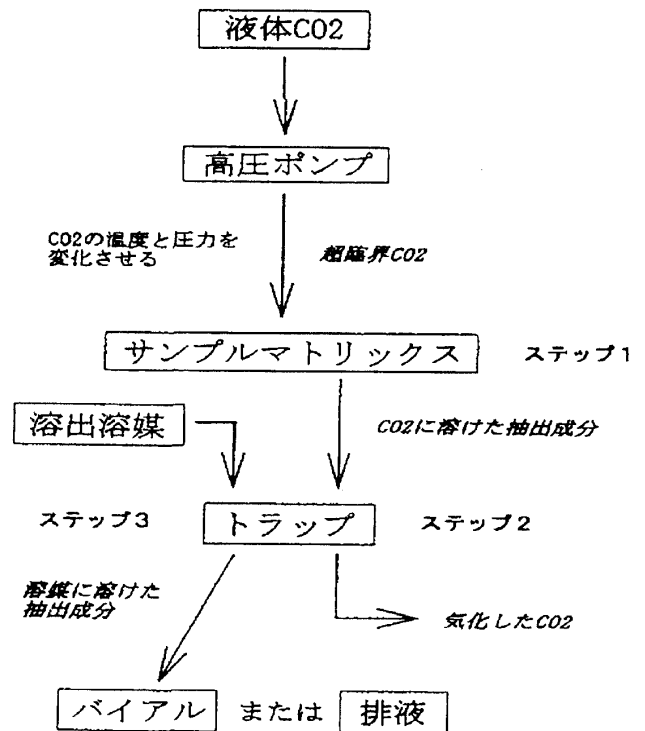 液体CO2
高圧ポンプ
CO2の温度と圧力を
変化させる
超臨界CO2
サンプルマトリックス
ステップ1
溶出溶媒
CO2に溶けた抽出成分
ステップ3
トラップ
ステップ2
溶媒に溶けた
抽出成分
気化したCO2
バイアル または 排液